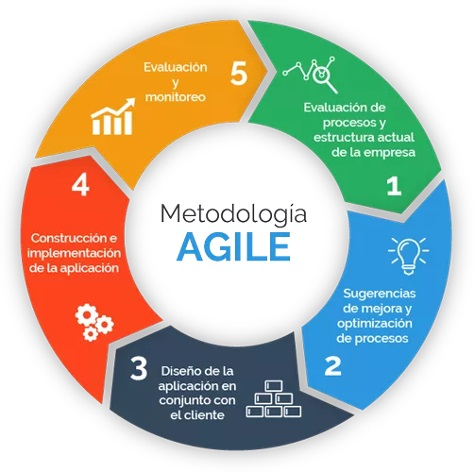 Metodología
AGILE
Evaluación de
procesos y
estructura actual
de la empresa
1
Sugerencias
de mejora y
optimización
de procesos
2
3
Diseño de la
aplicación en
conjunto con
el cliente
4
Construcción e
implementación
de la aplicación
5
Evaluación
y
monitoreo